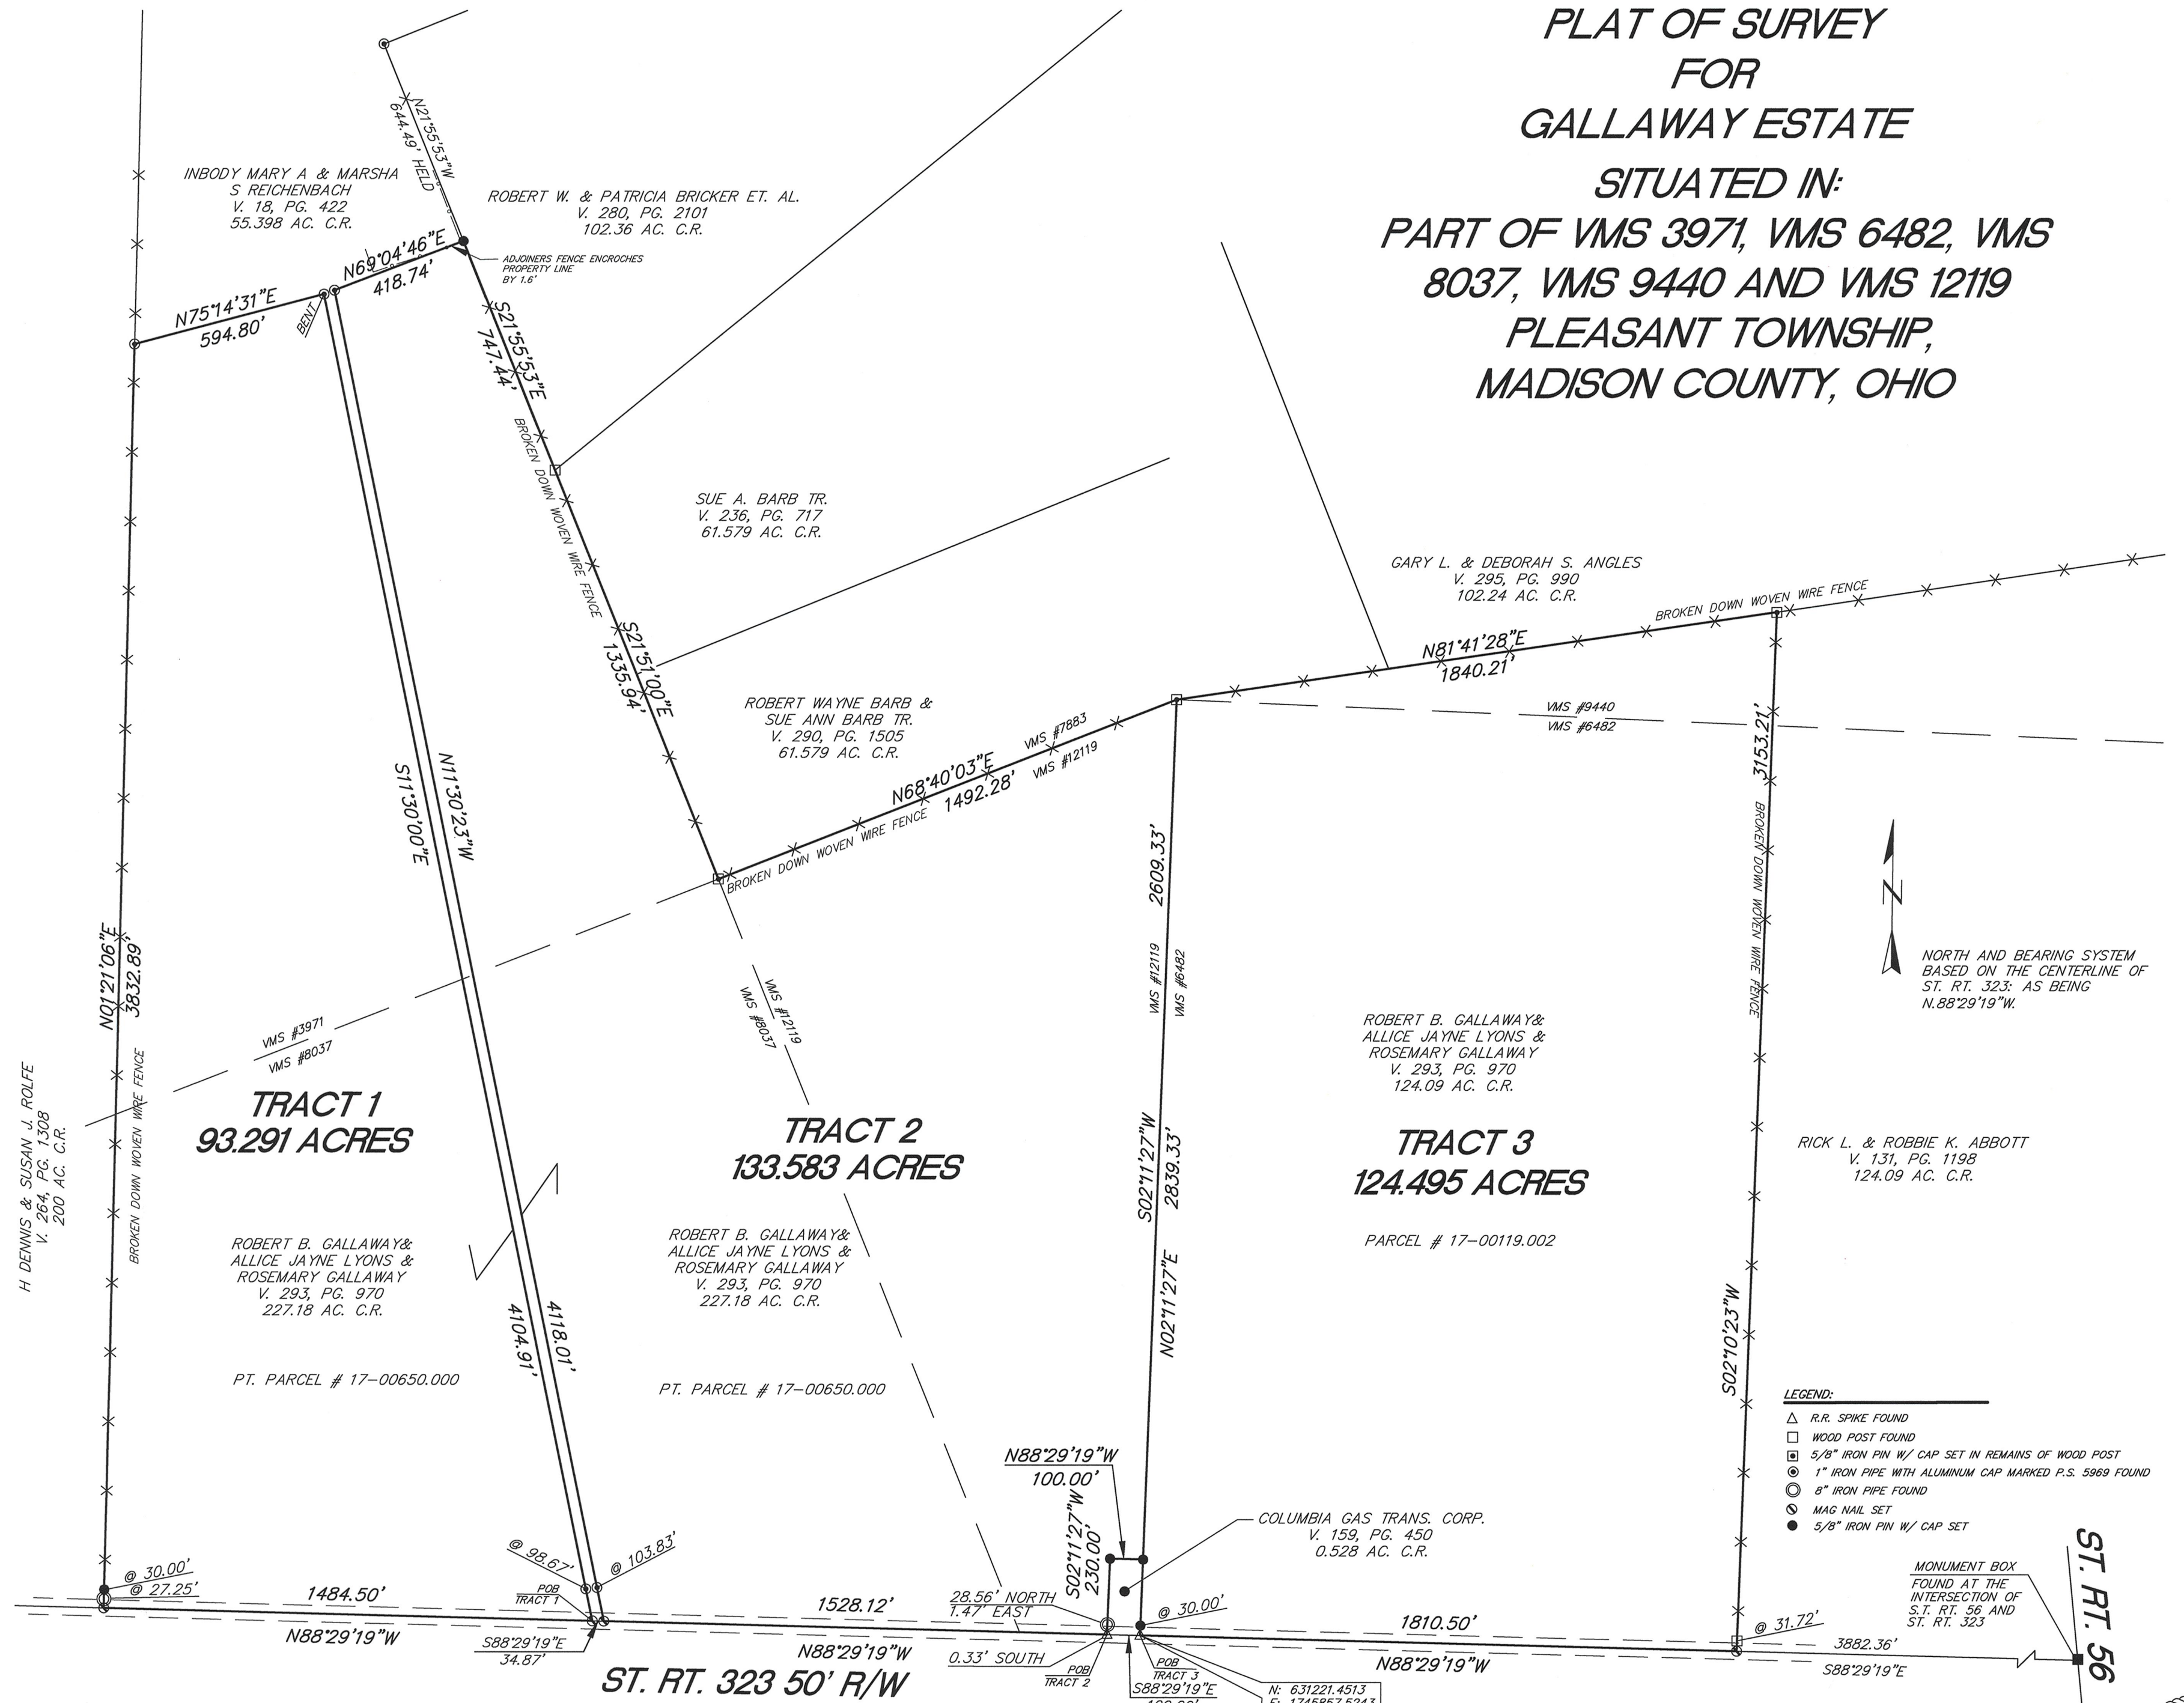 PLAT OF SURVEY
FOR
GALLAWAY ESTATE
SITUATED IN:
PART OF VMS 3971, VMS 6482, VMS
8037, VMS 9440 AND VMS 12119
PLEASANT TOWNSHIP,
MADISON COUNTY, OHIO
N21°55'53"W
644.49' HELD
INBODY MARY A & MARSHA
S REICHENBACH
V. 18, PG. 422
55.398 AC. C.R.
ROBERT W. & PATRICIA BRICKER ET. AL.
V. 280, PG. 2101
102.36 AC. C.R.
N69°04'46"E
418.74'
ADJOINERS FENCE ENCROCHES
PROPERTY LINE
BY 1.6'
N75°14'31"E
594.80'
BENT
S21°55'53"E
747.44'
BROKEN DOWN WOVEN WIRE FENCE
SUE A. BARB TR.
V. 236, PG. 717
61.579 AC. C.R.
GARY L. & DEBORAH S. ANGLES
V. 295, PG. 990
102.24 AC. C.R.
BROKEN DOWN WOVEN WIRE FENCE
N81°41'28"E
1840.21'
S21°51'00"E
1335.94'
ROBERT WAYNE BARB &
SUE ANN BARB TR.
V. 290, PG. 1505
61.579 AC. C.R.
VMS #7883
VMS #12119
VMS #9440
VMS #6482
N68°40'03"E
1492.28'
BROKEN DOWN WOVEN WIRE FENCE
N11°30'23"W
S11°30'00"E
2609.33'
3153.21'
BROKEN DOWN WOVEN WIRE FENCE
N01°21'06"E
3832.89'
VMS #12119
VMS #6482
NORTH AND BEARING SYSTEM
BASED ON THE CENTERLINE OF
ST. RT. 323: AS BEING
N.88°29'19"W.
N
VMS #3971
VMS #8037
VMS #12119
VMS #8037
ROBERT B. GALLAWAY&
ALLICE JAYNE LYONS &
ROSEMARY GALLAWAY
V. 293, PG. 970
124.09 AC. C.R.
H DENNIS & SUSAN J. ROLFE
V. 264, PG. 1308
200 AC. C.R.
BROKEN DOWN WOVEN WIRE FENCE
TRACT 1
93.291 ACRES
TRACT 2
133.583 ACRES
S02°11'27"W
2839.33'
TRACT 3
124.495 ACRES
RICK L. & ROBBIE K. ABBOTT
V. 131, PG. 1198
124.09 AC. C.R.
ROBERT B. GALLAWAY&
ALLICE JAYNE LYONS &
ROSEMARY GALLAWAY
V. 293, PG. 970
227.18 AC. C.R.
ROBERT B. GALLAWAY&
ALLICE JAYNE LYONS &
ROSEMARY GALLAWAY
V. 293, PG. 970
227.18 AC. C.R.
PARCEL # 17-00119.002
N02°11'27"E
S02°10'23"W
4118.01'
4104.91'
PT. PARCEL # 17-00650.000
PT. PARCEL # 17-00650.000
LEGEND:
R.R. SPIKE FOUND
WOOD POST FOUND
5/8" IRON PIN W/ CAP SET IN REMAINS OF WOOD POST
1" IRON PIPE WITH ALUMINUM CAP MARKED P.S. 5969 FOUND
8" IRON PIPE FOUND
MAG NAIL SET
5/8" IRON PIN W/ CAP SET
N88°29'19"W
100.00'
S02°11'27"W
230.00'
COLUMBIA GAS TRANS. CORP.
V. 159, PG. 450
0.528 AC. C.R.
@ 98.67'
@ 103.83'
@ 30.00'
@ 27.25'
1484.50'
POB
TRACT 1
1528.12'
28.56' NORTH
1.47' EAST
@ 30.00'
1810.50'
@ 31.72'
MONUMENT BOX
FOUND AT THE
INTERSECTION OF
S.T. RT. 56 AND
ST. RT. 323
ST. RT. 56
N88°29'19"W
S88°29'19"E
34.87'
N88°29'19"W
0.33' SOUTH
POB
TRACT 2
POB
TRACT 3
S88°29'19"E
N88°29'19"W
3882.36'
S88°29'19"E
ST. RT. 323 50' R/W
N: 631221.4513